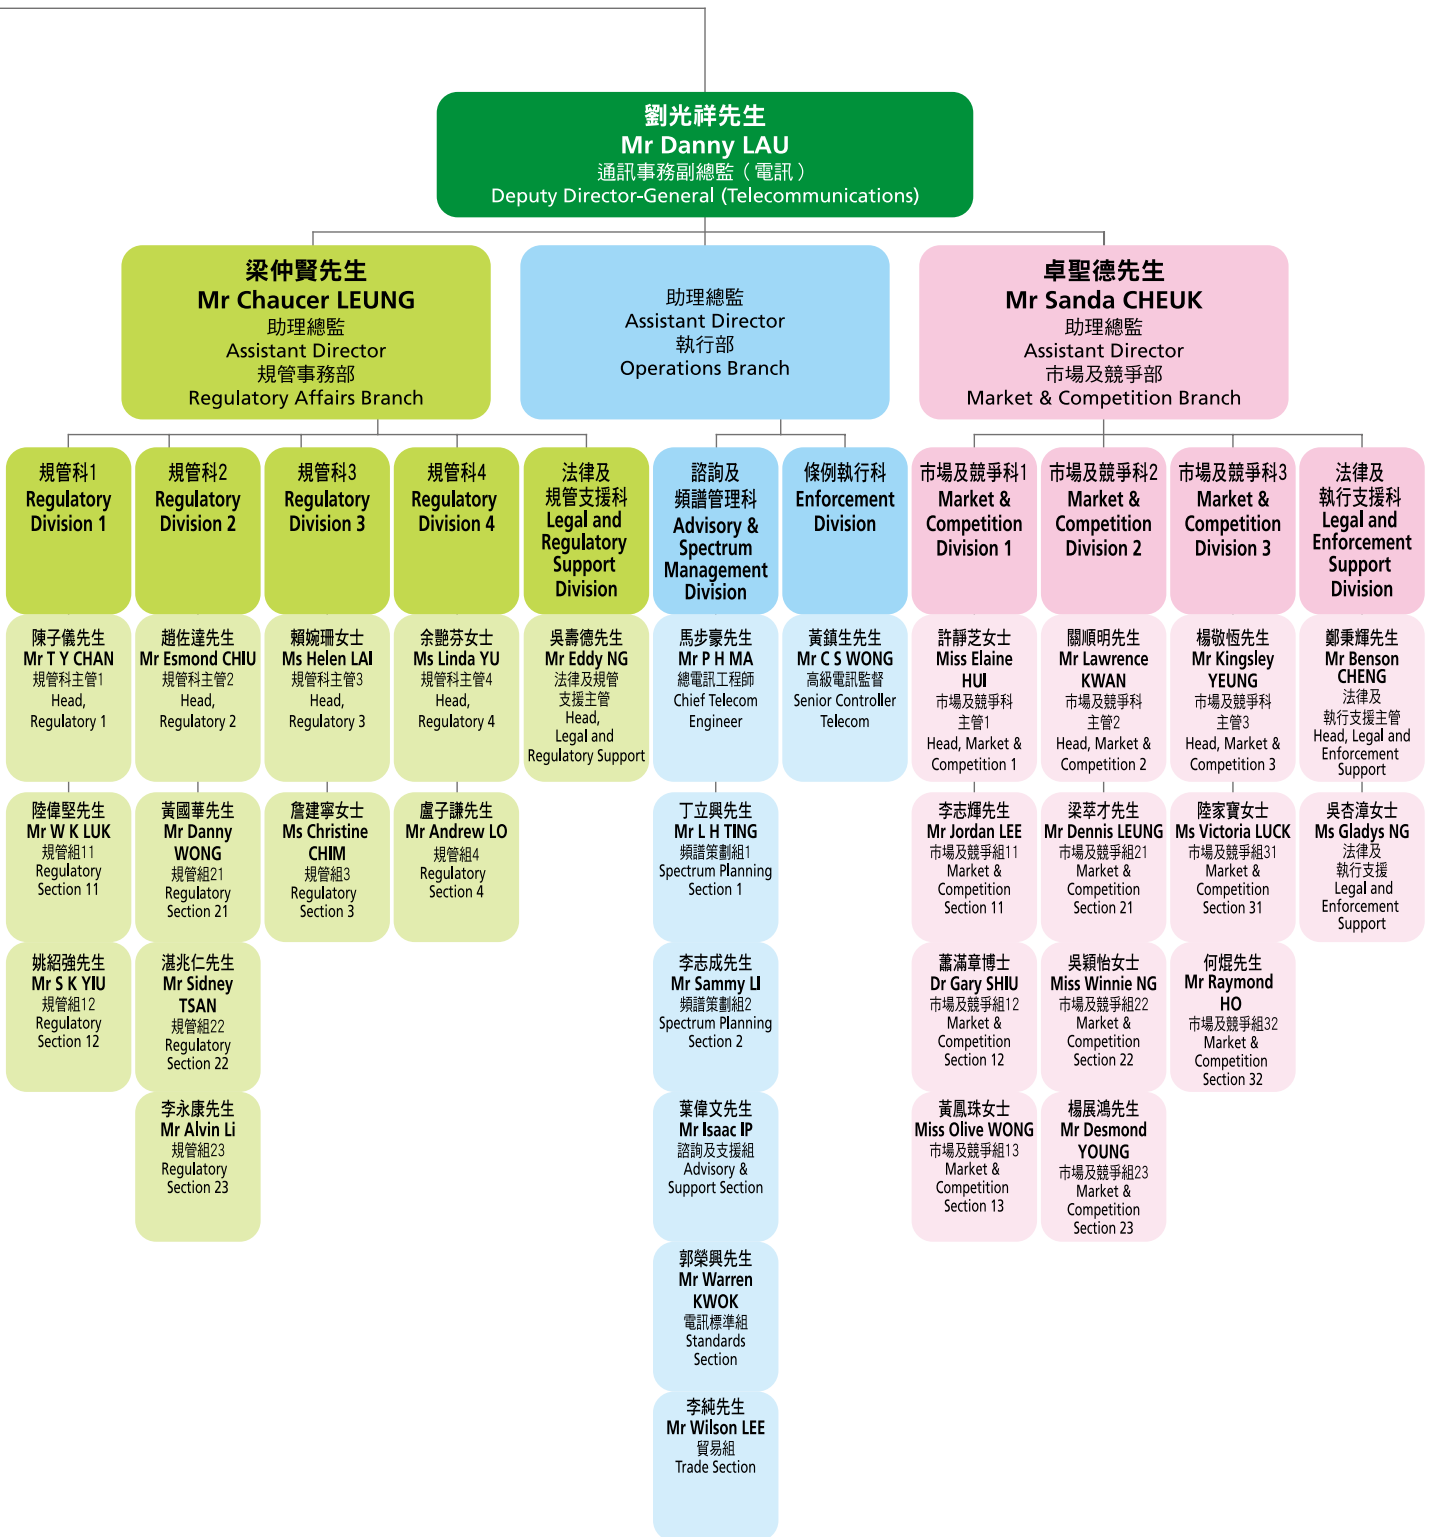 劉光祥先生
Mr Danny LAU
通訊事務副總監（電訊）
Deputy Director-General (Telecommunications)
梁仲賢先生
Mr Chaucer LEUNG
助理總監
Assistant Director
規管事務部
Regulatory Affairs Branch
助理總監
Assistant Director
執行部
Operations Branch
卓聖德先生
Mr Sanda CHEUK
助理總監
Assistant Director
市場及競爭部
Market & Competition Branch
規管科1
Regulatory
Division 1
規管科2
Regulatory
Division 2
規管科3
Regulatory
Division 3
規管科4
Regulatory
Division 4
法律及
規管支援科
Legal and
Regulatory
Support
Division
諮詢及
頻譜管理科
Advisory &
Spectrum
Management
Division
條例執行科
Enforcement
Division
市場及競爭科1
Market &
Competition
Division 1
市場及競爭科2
Market &
Competition
Division 2
市場及競爭科3
Market &
Competition
Division 3
法律及
執行支援科
Legal and
Enforcement
Support
Division
陳子儀先生
Mr T Y CHAN
規管科主管1
Head,
Regulatory 1
趙佐達先生
Mr Esmond CHIU
規管科主管2
Head,
Regulatory 2
賴婉珊女士
Ms Helen LAI
規管科主管3
Head,
Regulatory 3
余艷芬女士
Ms Linda YU
規管科主管4
Head,
Regulatory 4
吳壽德先生
Mr Eddy NG
法律及規管
支援主管
Head,
Legal and
Regulatory Support
馬步豪先生
Mr P H MA
總電訊工程師
Chief Telecom
Engineer
黃鎮生先生
Mr C S WONG
高級電訊監督
Senior Controller
Telecom
許靜芝女士
Miss Elaine
HUI
市場及競爭科
主管1
Head, Market &
Competition 1
關順明先生
Mr Lawrence
KWAN
市場及競爭科
主管2
Head, Market &
Competition 2
楊敬恆先生
Mr Kingsley
YEUNG
市場及競爭科
主管3
Head, Market &
Competition 3
鄭秉輝先生
Mr Benson
CHENG
法律及
執行支援主管
Head, Legal and
Enforcement
Support
陸偉堅先生
Mr W K LUK
規管組11
Regulatory
Section 11
黃國華先生
Mr Danny
WONG
規管組21
Regulatory
Section 21
詹建寧女士
Ms Christine
CHIM
規管組3
Regulatory
Section 3
盧子謙先生
Mr Andrew LO
規管組4
Regulatory
Section 4
丁立興先生
Mr L H TING
頻譜策劃組1
Spectrum Planning
Section 1
李志輝先生
Mr Jordan LEE
市場及競爭組11
Market &
Competition
Section 11
梁萃才先生
Mr Dennis LEUNG
市場及競爭組21
Market &
Competition
Section 21
陸家寶女士
Ms Victoria LUCK
市場及競爭組31
Market &
Competition
Section 31
吳杏漳女士
Ms Gladys NG
法律及
執行支援
Legal and
Enforcement
Support
姚紹強先生
Mr S K YIU
規管組12
Regulatory
Section 12
湛兆仁先生
Mr Sidney
TSAN
規管組22
Regulatory
Section 22
李志成先生
Mr Sammy LI
頻譜策劃組2
Spectrum Planning
Section 2
蕭滿章博士
Dr Gary SHIU
市場及競爭組12
Market &
Competition
Section 12
吳穎怡女士
Miss Winnie NG
市場及競爭組22
Market &
Competition
Section 22
何焜先生
Mr Raymond
HO
市場及競爭組32
Market &
Competition
Section 32
李永康先生
Mr Alvin Li
規管組23
Regulatory
Section 23
葉偉文先生
Mr Isaac IP
諮詢及支援組
Advisory &
Support Section
黃鳳珠女士
Miss Olive WONG
市場及競爭組13
Market &
Competition
Section 13
楊展鴻先生
Mr Desmond
YOUNG
市場及競爭組23
Market &
Competition
Section 23
郭榮興先生
Mr Warren
KWOK
電訊標準組
Standards
Section
李純先生
Mr Wilson LEE
貿易組
Trade Section